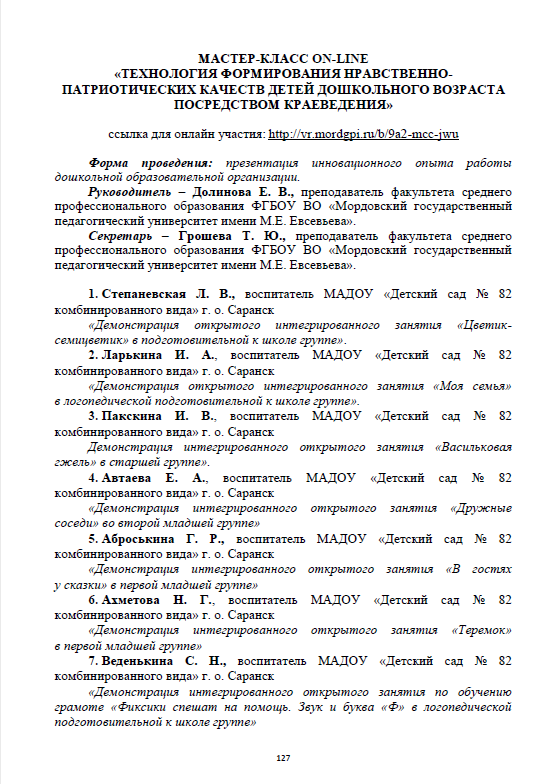 МАСТЕР-КЛАСС ON-LINE
«ТЕХНОЛОГИЯ ФОРМИРОВАНИЯ НРАВСТВЕННО-
ПАТРИОТИЧЕСКИХ КАЧЕСТВ ДЕТЕЙ ДОШКОЛЬНОГО ВОЗРАСТА
ПОСРЕДСТВОМ КРАЕВЕДЕНИЯ»
ссылка для онлайн участия: http://vr.mordgpi.ru/b/9a2-mcc-jwu
Форма проведения: презентация инновационного опыта работы
дошкольной образовательной организации.
Руководитель – Долинова Е. В., преподаватель факультета среднего
профессионального образования ФГБОУ ВО «Мордовский государственный
педагогический университет имени М.Е. Евсевьева».
Секретарь – Грошева Т. Ю., преподаватель факультета среднего
профессионального образования ФГБОУ ВО «Мордовский государственный
педагогический университет имени М.Е. Евсевьева».
1. Степаневская Л. В., воспитатель МАДОУ «Детский сад № 82
комбинированного вида» г. о. Саранск
«Демонстрация открытого интегрированного занятия «Цветик-
семицветик» в подготовительной к школе группе».
2. Ларькина И. А., воспитатель МАДОУ «Детский сад № 82
комбинированного вида» г. о. Саранск
«Демонстрация открытого интегрированного занятия «Моя семья»
в логопедической подготовительной к школе группе».
3. Пакскина И. В., воспитатель МАДОУ «Детский сад № 82
комбинированного вида» г. о. Саранск
Демонстрация интегрированного открытого занятия «Васильковая
гжель» в старшей группе».
4. Автаева Е. А., воспитатель МАДОУ «Детский сад № 82
комбинированного вида» г. о. Саранск
«Демонстрация интегрированного открытого занятия «Дружные
соседи» во второй младшей группе»
5. Аброськина Г. Р., воспитатель МАДОУ «Детский сад № 82
комбинированного вида» г. о. Саранск
«Демонстрация интегрированного открытого занятия «В гостях
у сказки» в первой младшей группе»
6. Ахметова Н. Г., воспитатель МАДОУ «Детский сад № 82
комбинированного вида» г. о. Саранск
«Демонстрация интегрированного открытого занятия «Теремок»
в первой младшей группе»
7. Веденькина С. Н., воспитатель МАДОУ «Детский сад № 82
комбинированного вида» г. о. Саранск
«Демонстрация интегрированного открытого занятия по обучению
грамоте «Фиксики спешат на помощь. Звук и буква «Ф» в логопедической
подготовительной к школе группе»
127